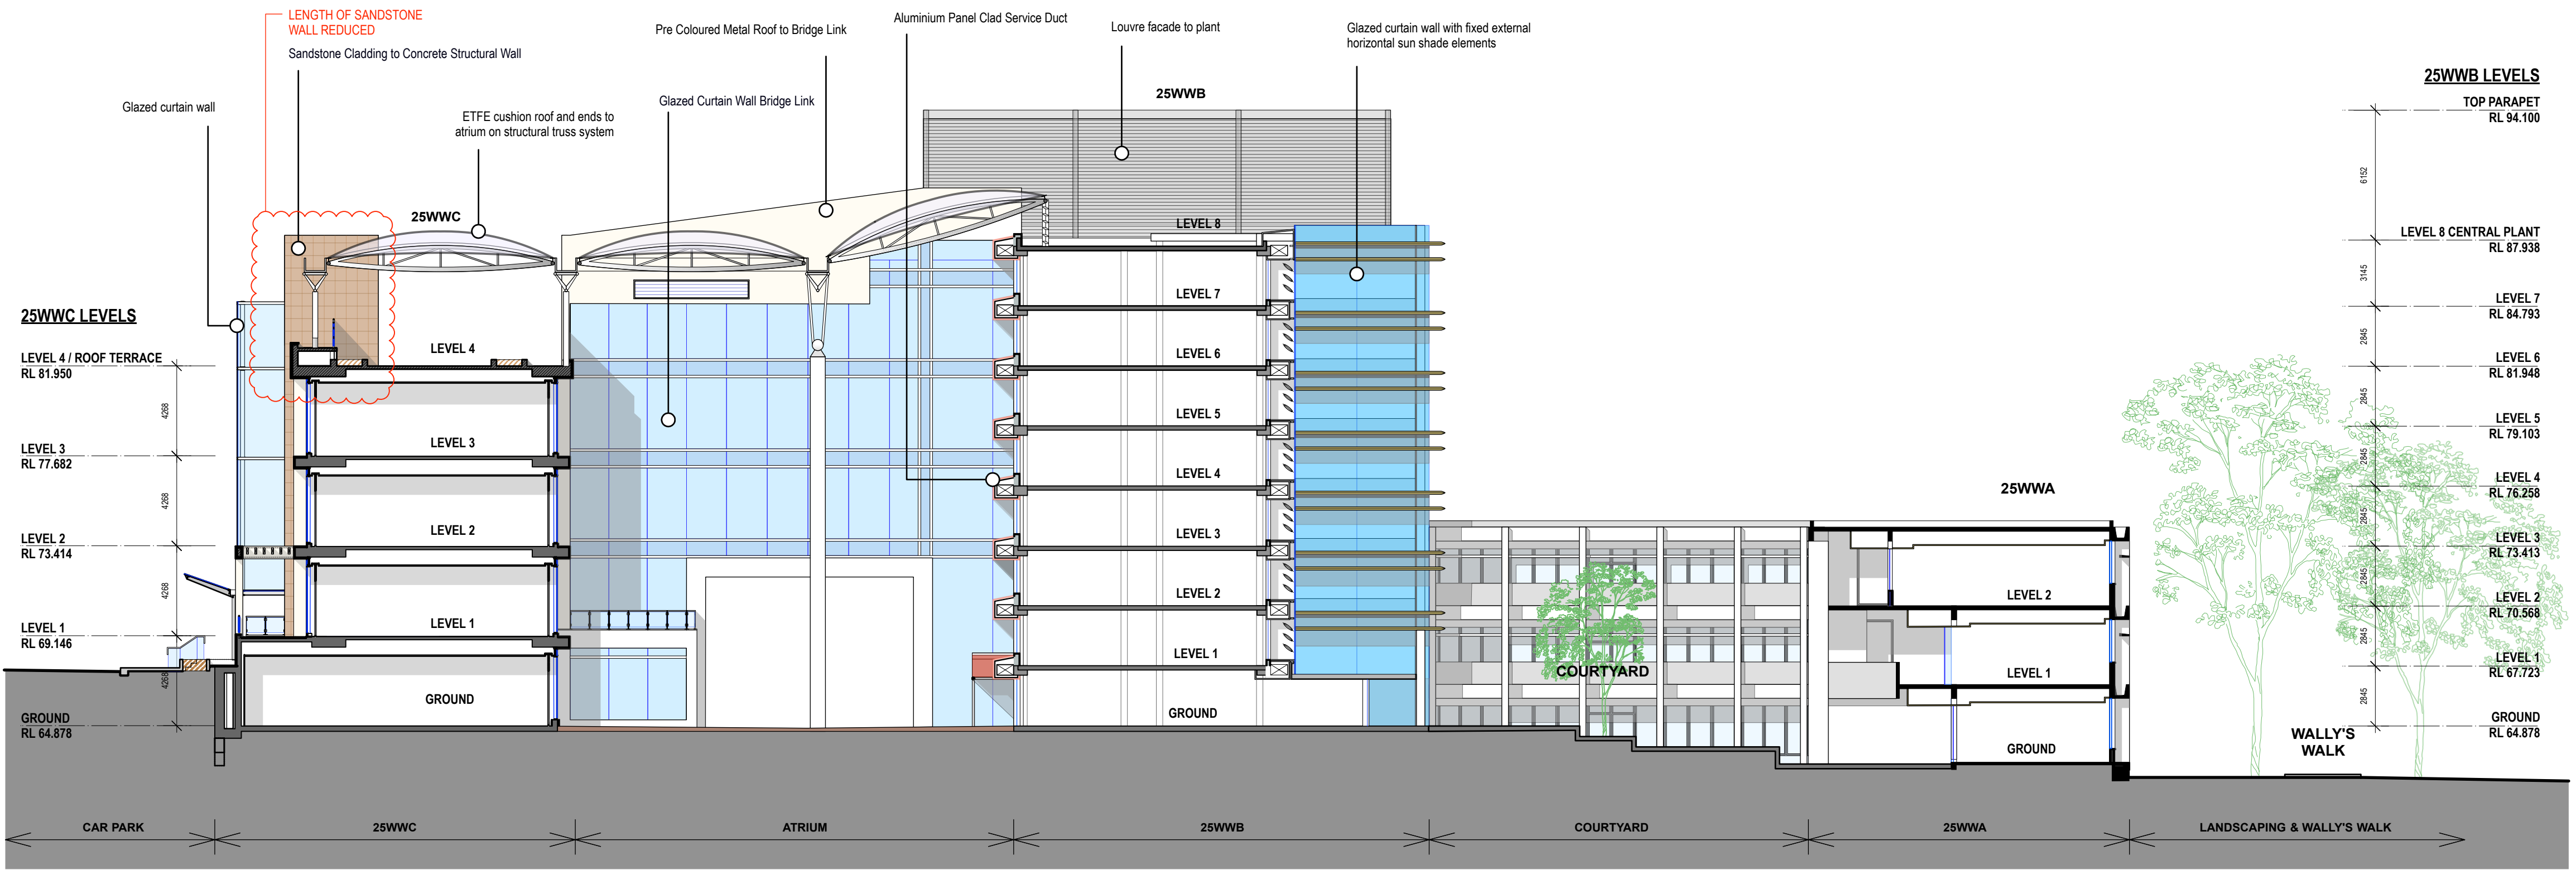 LENGTH OF SANDSTONE
WALL REDUCED
Sandstone Cladding to Concrete Structural Wall
Pre Coloured Metal Roof to Bridge Link
Aluminium Panel Clad Service Duct
Louvre facade to plant
Glazed curtain wall with fixed external
horizontal sun shade elements
Glazed curtain wall
ETFE cushion roof and ends to
atrium on structural truss system
Glazed Curtain Wall Bridge Link
25WWB
25WWC
25WWA
25WWC LEVELS
LEVEL 4 / ROOF TERRACE
RL 81.950
4268
LEVEL 3
RL 77.682
4268
LEVEL 2
RL 73.414
4268
LEVEL 1
RL 69.146
4268
GROUND
RL 64.878
LEVEL 4
LEVEL 3
LEVEL 2
LEVEL 1
GROUND
LEVEL 8
LEVEL 7
LEVEL 6
LEVEL 5
LEVEL 4
LEVEL 3
LEVEL 2
LEVEL 1
GROUND
COURTYARD
LEVEL 2
LEVEL 1
GROUND
WALLY'S
WALK
25WWB LEVELS
TOP PARAPET
RL 94.100
6152
LEVEL 8 CENTRAL PLANT
RL 87.938
3145
LEVEL 7
RL 84.793
2845
LEVEL 6
RL 81.948
2845
LEVEL 5
RL 79.103
2845
LEVEL 4
RL 76.258
2845
LEVEL 3
RL 73.413
2845
LEVEL 2
RL 70.568
2845
LEVEL 1
RL 67.723
2845
GROUND
RL 64.878
CAR PARK
25WWC
ATRIUM
25WWB
COURTYARD
25WWA
LANDSCAPING & WALLY'S WALK